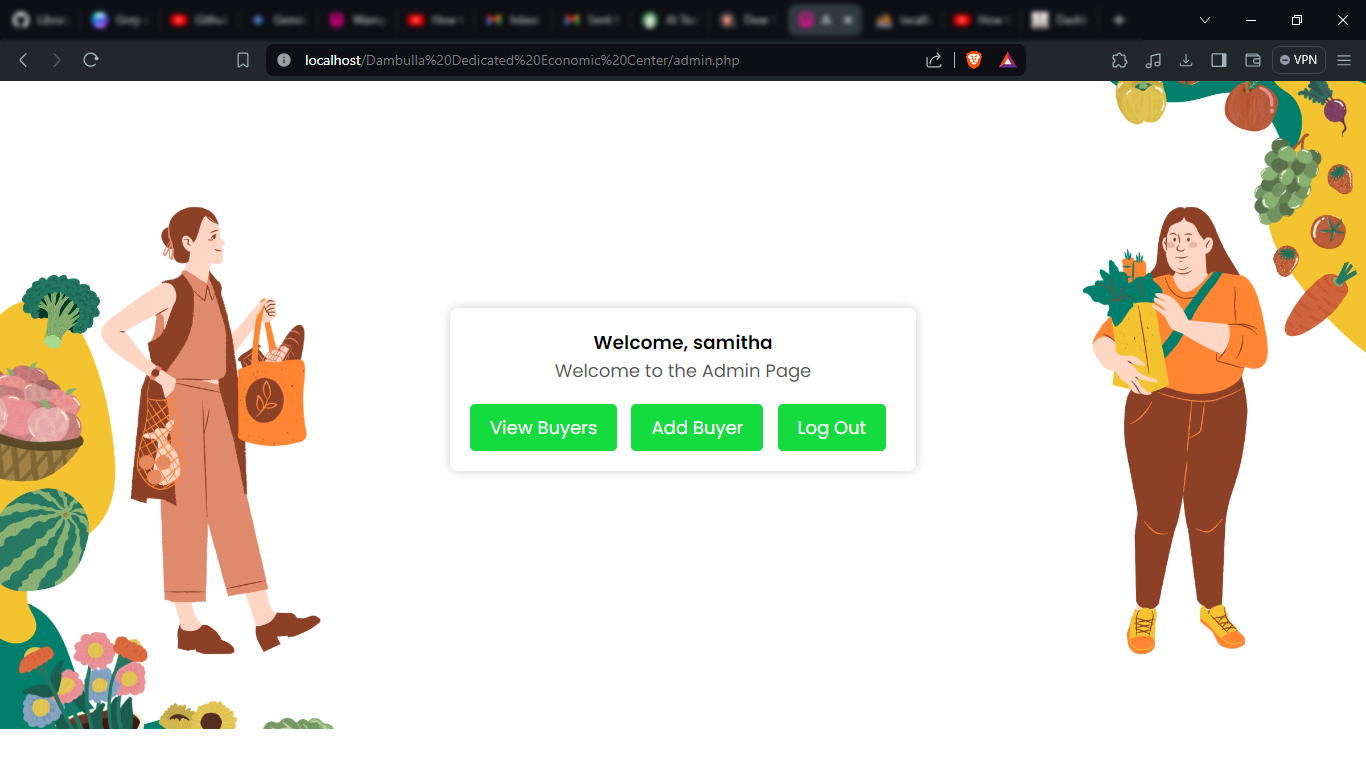 localhost/Dambulla%20Dedicated%20Economic%20Center/admin.php
VPN
Welcome, samitha
Welcome to the Admin Page
View Buyers Add Buyer Log Out